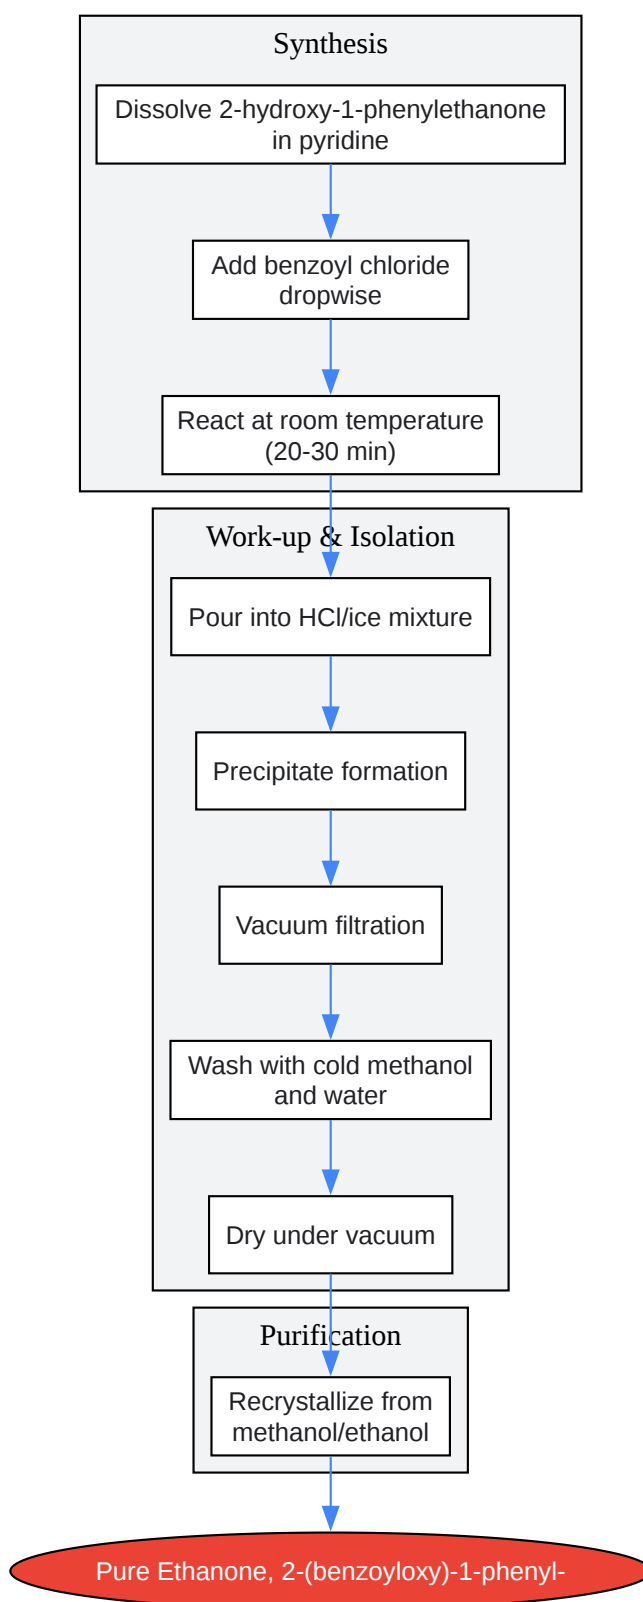 Synthesis
Dissolve 2-hydroxy-1-phenylethanone
in pyridine
Add benzoyl chloride
dropwise
React at room temperature
(20-30 min)
Work-up & Isolation
Pour into HCl/ice mixture
Precipitate formation
Vacuum filtration
Wash with cold methanol
and water
Dry under vacuum
Purification
Recrystallize from
methanol/ethanol
Pure Ethanone, 2-(benzoyloxy)-1-phenyl-